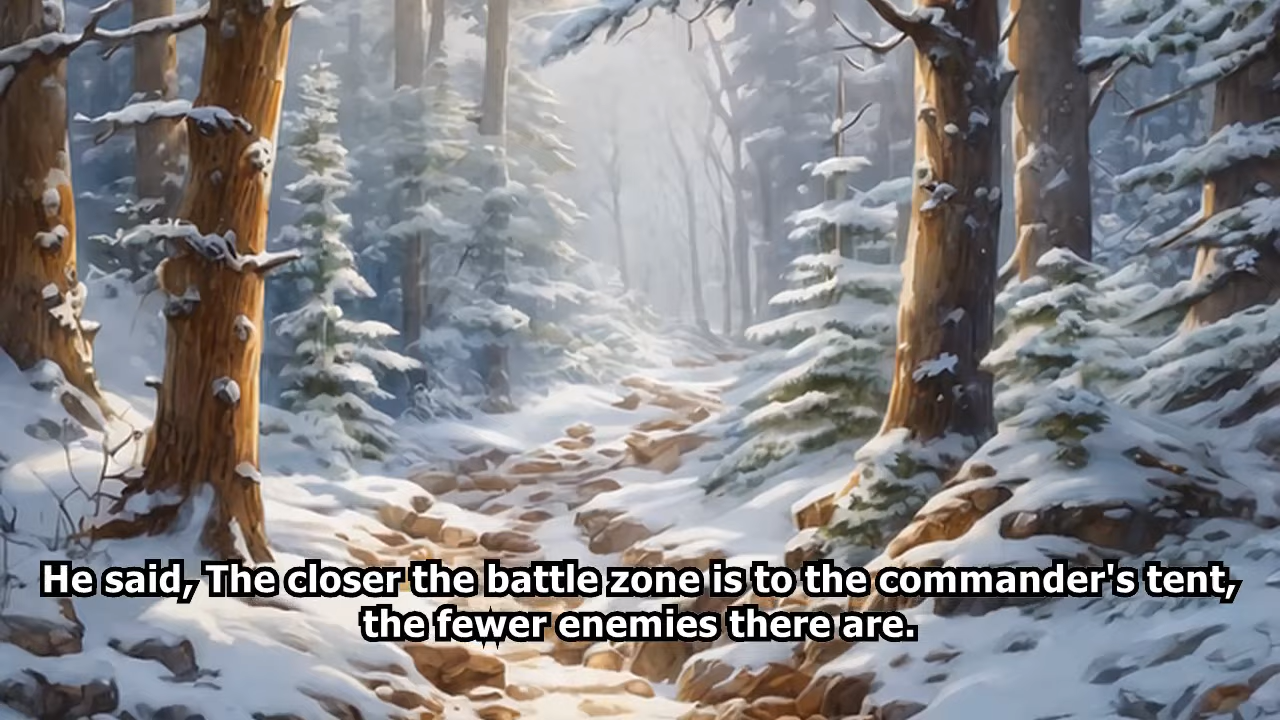 He said, The closer the battle zone is to the commander's tent,
the fewer enemies there are.